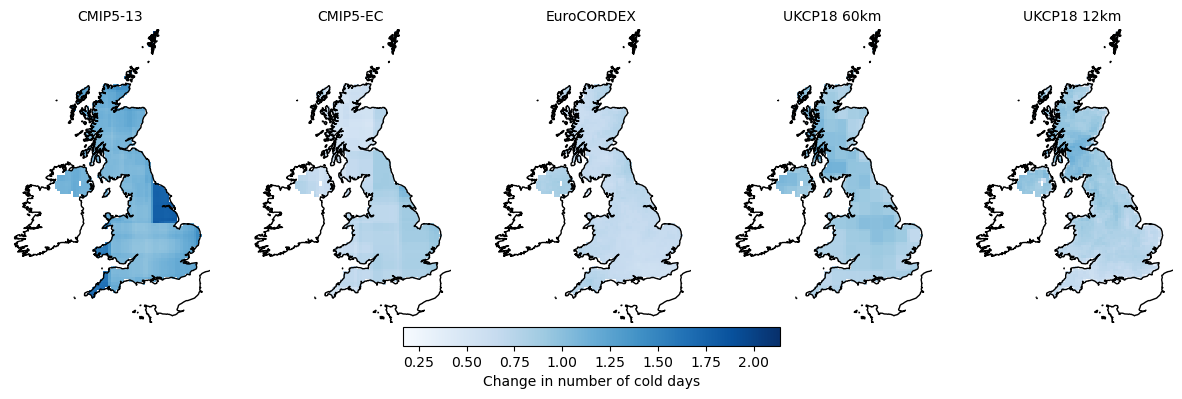 CMIP5-13
CMIP5-EC
EuroCORDEX
UKCP18 60km
UKCP18 12km
0.25 0.50 0.75 1.00 1.25 1.50 1.75 2.00
Change in number of cold days